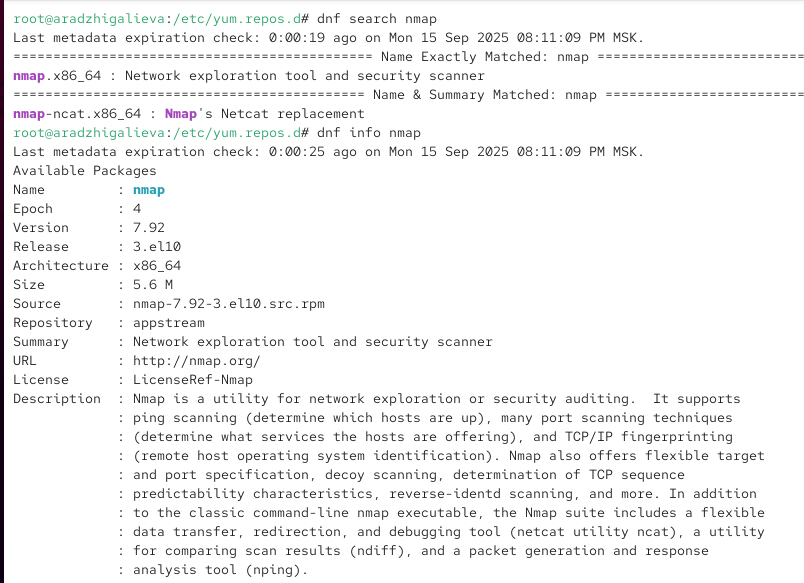 root@aradzhigalieva:/etc/yum.repos.d# dnf search nmap
Last metadata expiration check: 0:00:19 ago on Mon 15 Sep 2025 08:11:09 PM MSK.
============================================= Name Exactly Matched: nmap ==========================
nmap.x86_64 : Network exploration tool and security scanner
============================================ Name & Summary Matched: nmap =========================
nmap-ncat.x86_64 : Nmap's Netcat replacement
root@aradzhigalieva:/etc/yum.repos.d# dnf info nmap
Last metadata expiration check: 0:00:25 ago on Mon 15 Sep 2025 08:11:09 PM MSK.
Available Packages
Name         : nmap
Epoch        : 4
Version      : 7.92
Release      : 3.el10
Architecture : x86_64
Size         : 5.6 M
Source       : nmap-7.92-3.el10.src.rpm
Repository   : appstream
Summary      : Network exploration tool and security scanner
URL          : http://nmap.org/
License      : LicenseRef-Nmap
Description  : Nmap is a utility for network exploration or security auditing.  It supports
             : ping scanning (determine which hosts are up), many port scanning techniques
             : (determine what services the hosts are offering), and TCP/IP fingerprinting
             : (remote host operating system identification). Nmap also offers flexible target
             : and port specification, decoy scanning, determination of TCP sequence
             : predictability characteristics, reverse-identd scanning, and more. In addition
             : to the classic command-line nmap executable, the Nmap suite includes a flexible
             : data transfer, redirection, and debugging tool (netcat utility ncat), a utility
             : for comparing scan results (ndiff), and a packet generation and response
             : analysis tool (nping).